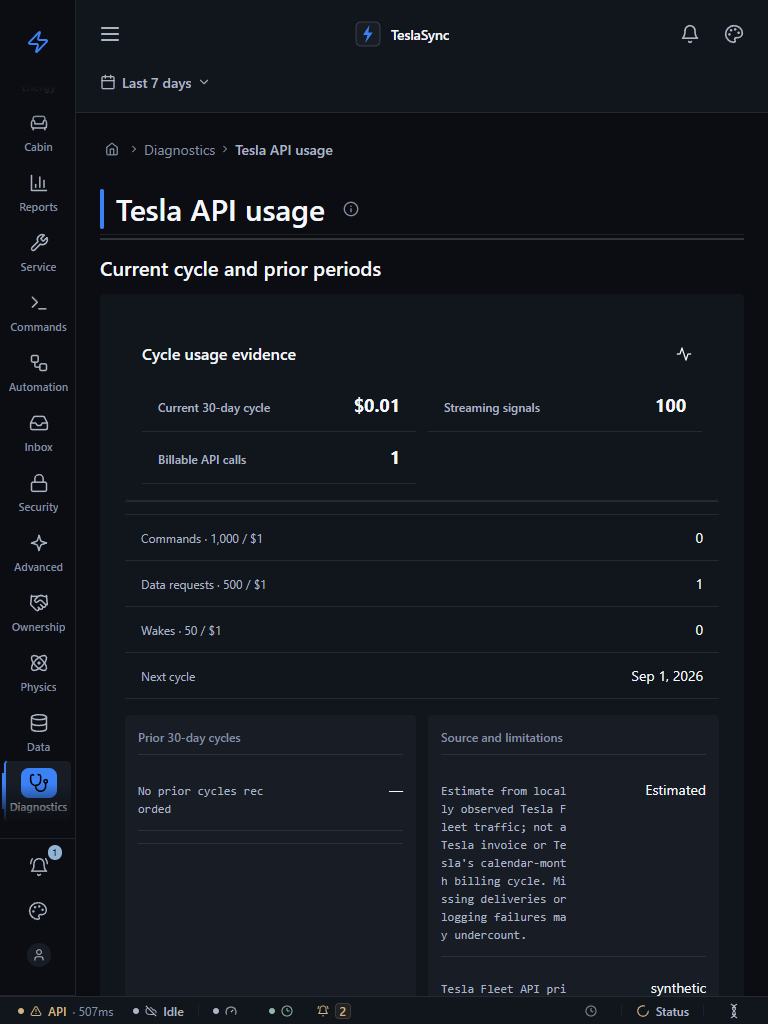 TeslaSync
Last 7 days
Energy
Cabin
Reports
Service
Commands
Automation
Inbox
Security
Advanced
Ownership
Physics
Data
Diagnostics
1
Diagnostics
Tesla API usage
Tesla API usage
Current cycle and prior periods
Cycle usage evidence
Current 30-day cycle $0.01
Streaming signals 100
Billable API calls 1
Commands · 1,000 / $1 0
Data requests · 500 / $1 1
Wakes · 50 / $1 0
Next cycle Sep 1, 2026
Prior 30-day cycles
No prior cycles rec
orded
—
Source and limitations
Estimate from local
ly observed Tesla F
leet traffic; not a
Tesla invoice or Te
sla's calendar-mont
h billing cycle. Mi
ssing deliveries or
logging failures ma
y undercount.
Estimated
Tesla Fleet API pri
synthetic
API · 507ms
Idle
2
Status